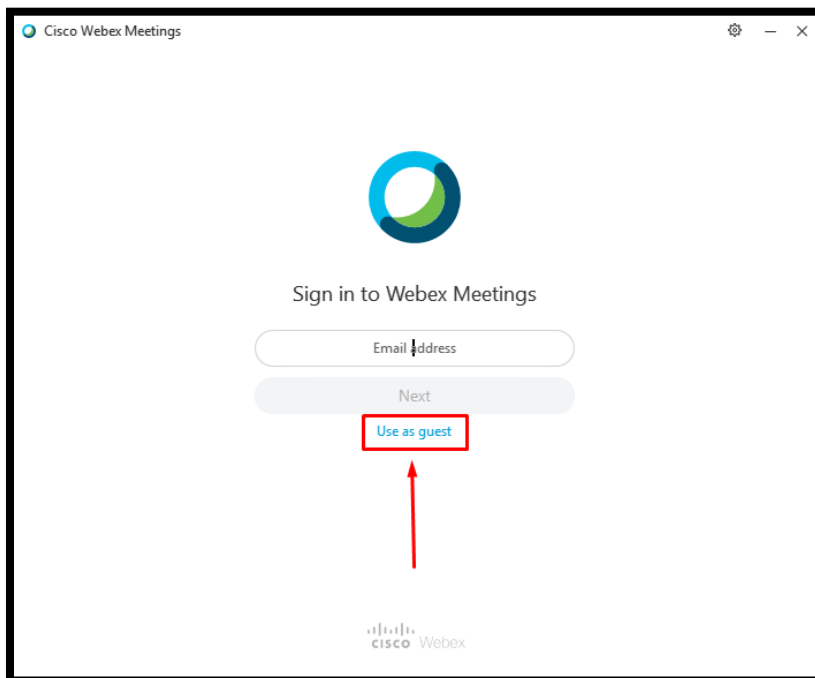 Cisco Webex Meetings
Sign in to Webex Meetings
Email address
Next
Use as guest
cisco Webex